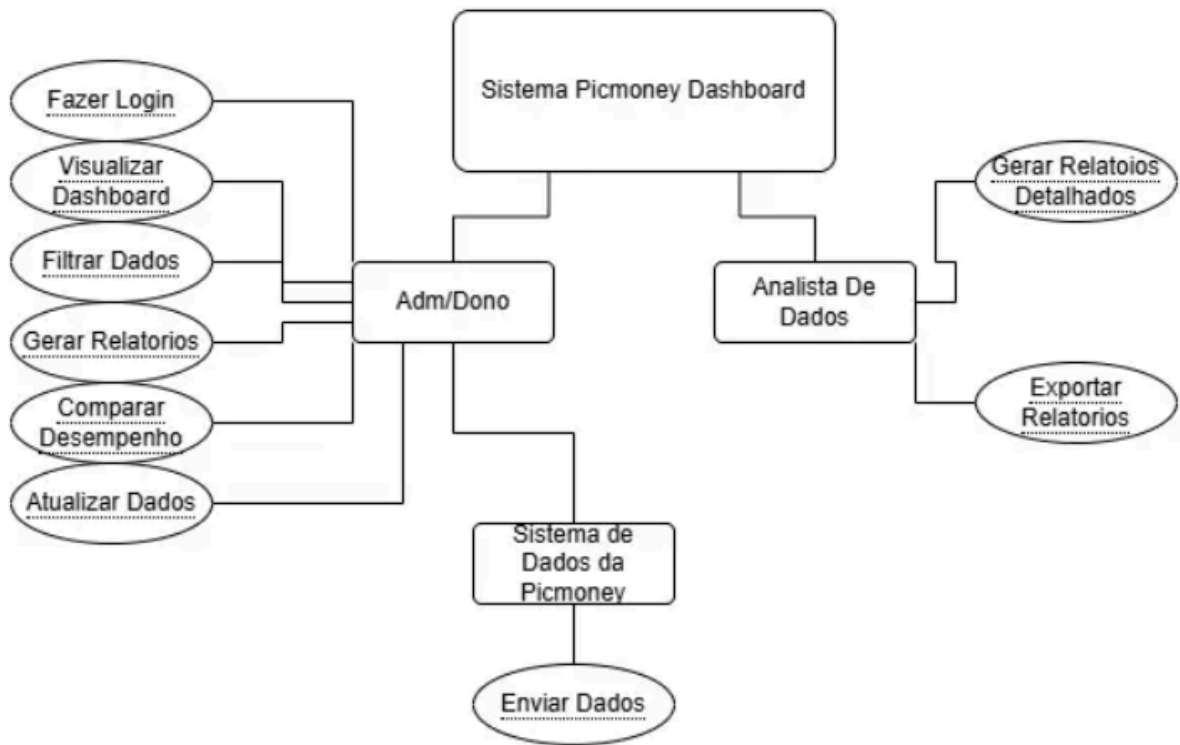 Sistema Picmoney Dashboard
Fazer Login
Visualizar
Dashboard
Filtrar Dados
Gerar Relatorios
Comparar
Desempenho
Atualizar Dados
Adm/Dono
Analista De
Dados
Gerar Relatoios
Detalhados
Exportar
Relatorios
Sistema de
Dados da
Picmoney
Enviar Dados